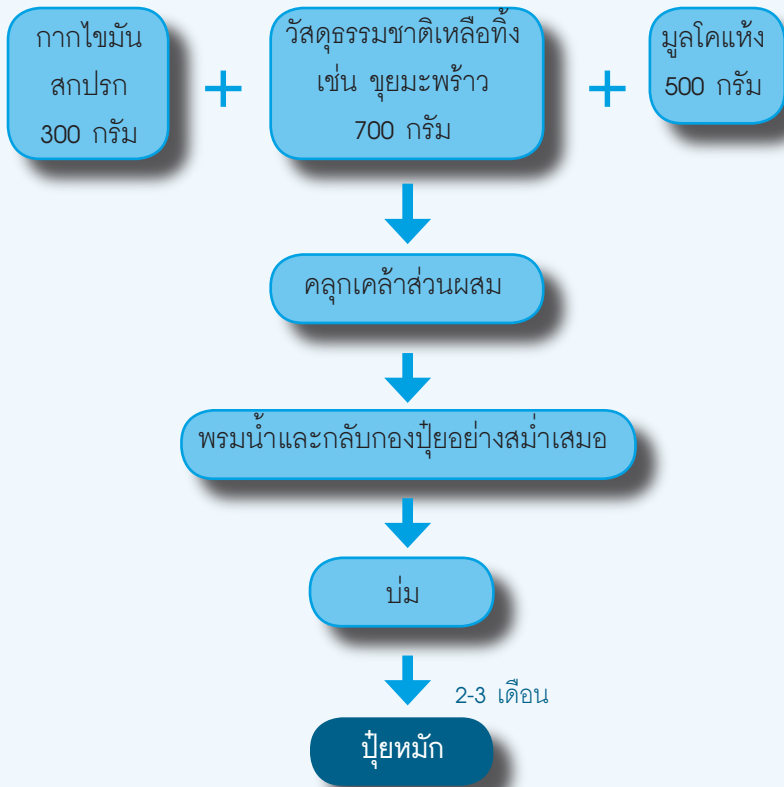 กากไขมัน
สกปรก
300 กรัม
+
วัสดุธรรมชาติเหลือทิ้ง
เช่น ขุยมะพร้าว
700 กรัม
+
มูลโคแห้ง
500 กรัม
คลุกเคล้าส่วนผสม
พรมน้ำและกลับกองปุ๋ยอย่างสม่ำเสมอ
บ่ม
2-3 เดือน
ปุ๋ยหมัก